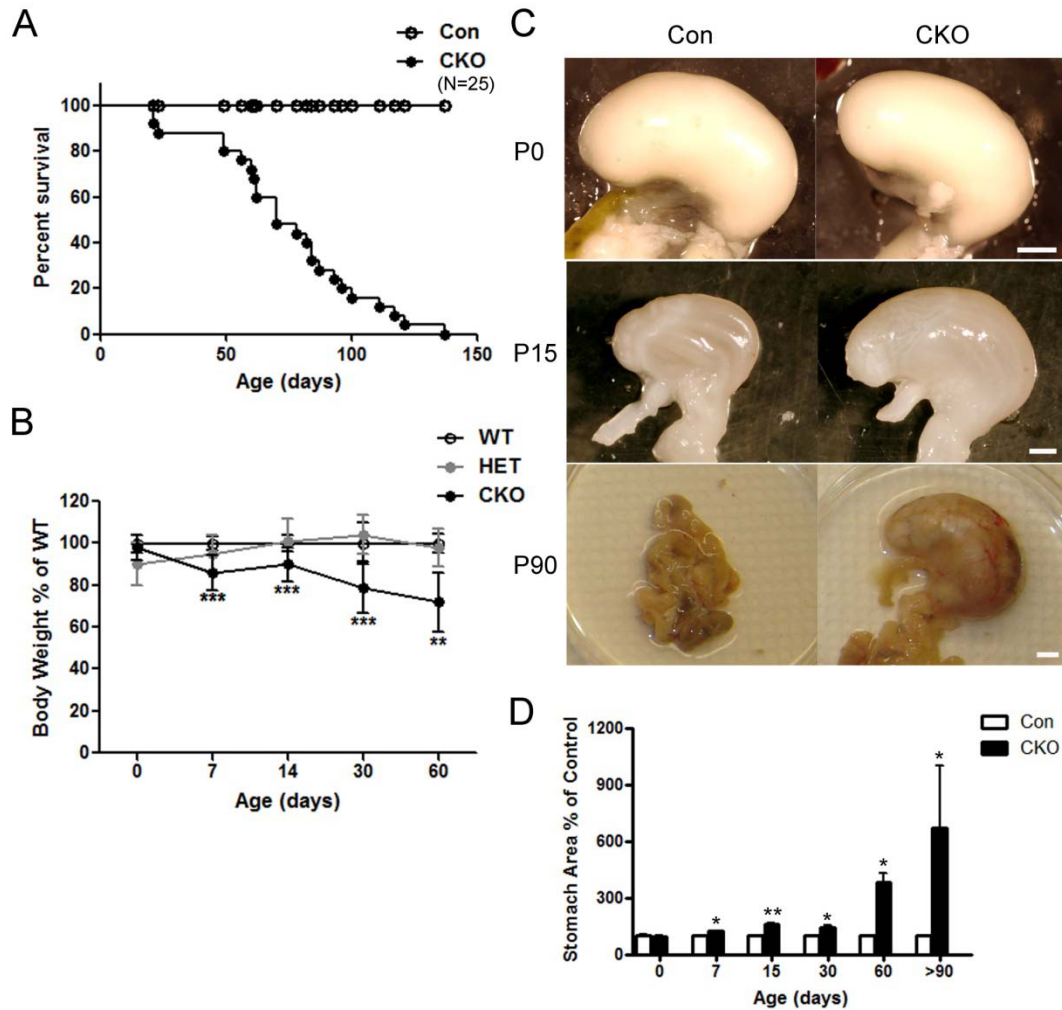 A
Con
CKO
(N=25)
Percent survival
100
80
60
40
20
0
0 50 100 150
Age (days)
B
WT
HET
CKO
Body Weight % of WT
120
100
80
60
40
20
0
*** *** *** **
0 7 14 30 60
Age (days)
C
Con CKO
P0
P15
P90
D
Con
CKO
Stomach Area % of Control
1200
900
600
300
0
* ** * * *
0 7 15 30 60 >90
Age (days)